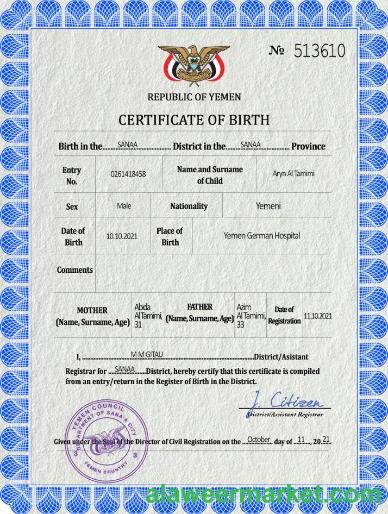 № 513610
REPUBLIC OF YEMEN
CERTIFICATE OF BIRTH
Birth in the SANAA District in the SANAA Province
Entry No. 0261418458 Name and Surname of Child Aryn Al Tamimi
Sex Male Nationality Yemeni
Date of Birth 10.10.2021 Place of Birth Yemen German Hospital
Comments
MOTHER (Name, Surname, Age) Abida Al Tamimi, 31 FATHER (Name, Surname, Age) Azim Al Tamimi, 33 Date of Registration 11.10.2021
I, M M GITAU District/Asistant
Registrar for SANAA District, hereby certify that this certificate is compiled
from an entry/return in the Register of Birth in the District.
J. Citizen
District/Assistant Registrar
YEMEN COUNCIL
DEPARTMENT OF SANAA
YEMEN COUNTRY
Given under the Seal of the Director of Civil Registration on the October day of 11 , 20 21
alawearmarket.com